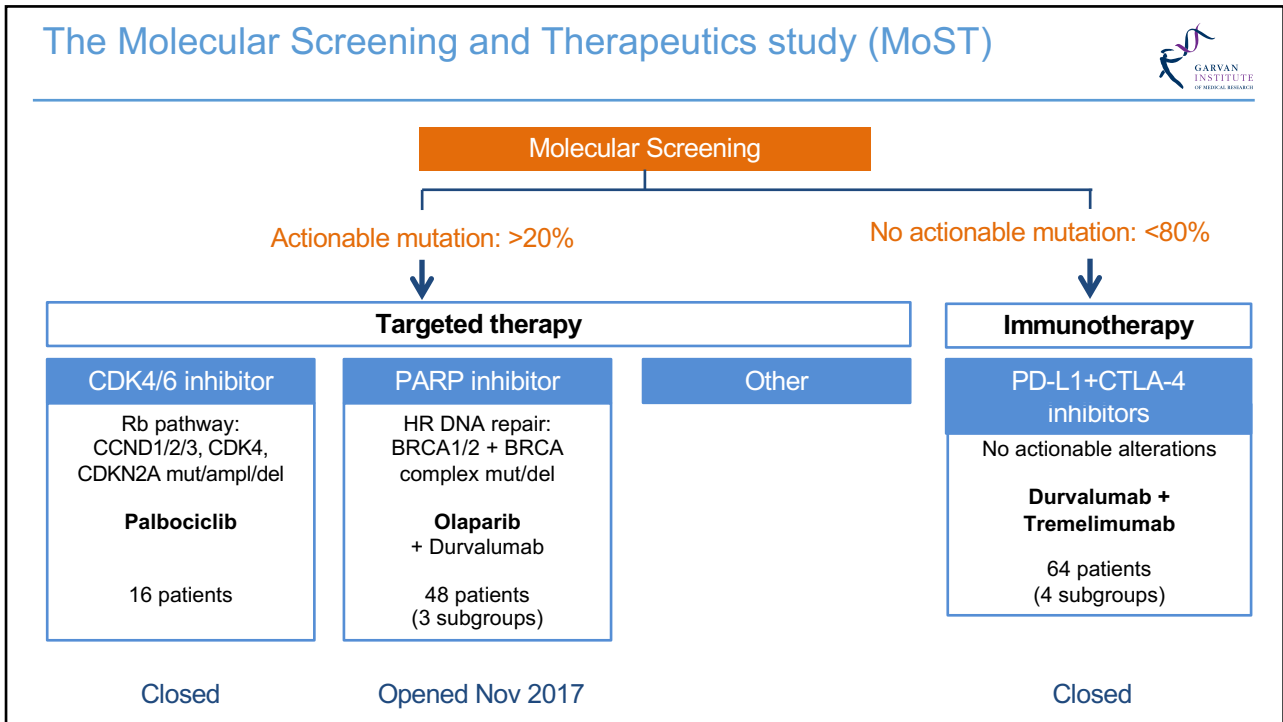 The Molecular Screening and Therapeutics study (MoST)
GARVAN
INSTITUTE
OF MEDICAL RESEARCH
Molecular Screening
Actionable mutation: >20%
No actionable mutation: <80%
Targeted therapy
Immunotherapy
CDK4/6 inhibitor
Rb pathway:
CCND1/2/3, CDK4,
CDKN2A mut/ampl/del
Palbociclib
16 patients
Closed
PARP inhibitor
HR DNA repair:
BRCA1/2 + BRCA
complex mut/del
Olaparib
+ Durvalumab
48 patients
(3 subgroups)
Opened Nov 2017
Other
PD-L1+CTLA-4
inhibitors
No actionable alterations
Durvalumab +
Tremelimumab
64 patients
(4 subgroups)
Closed